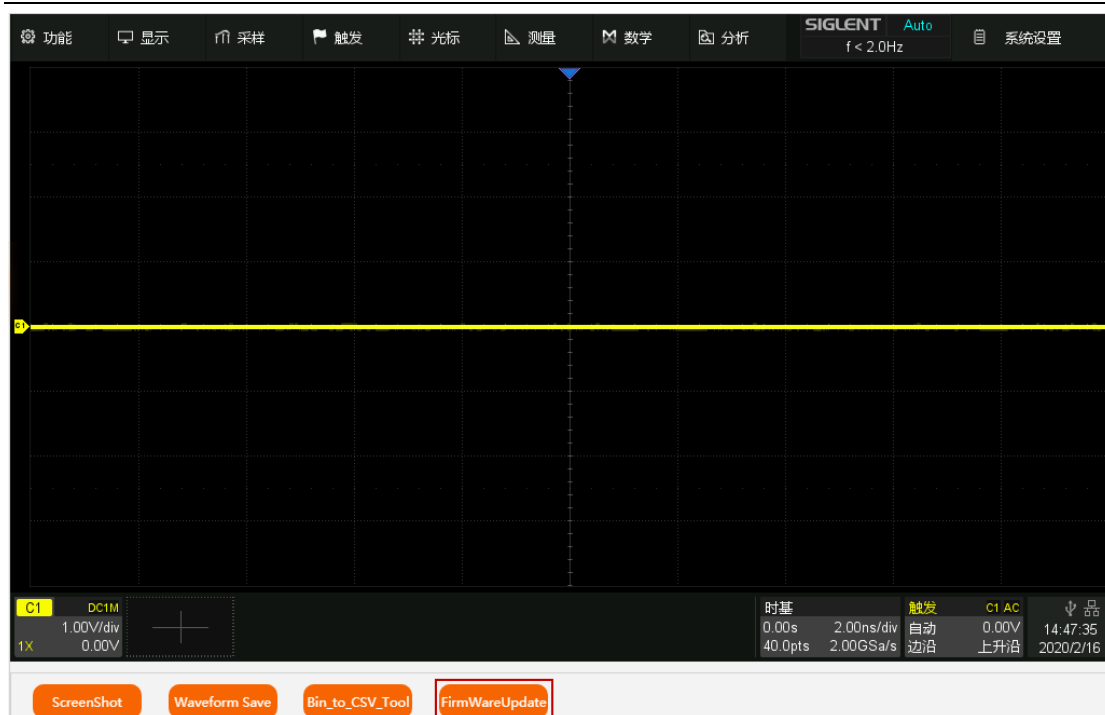 功能 显示 采样 触发 光标 测量 数学 分析 SIGLENT Auto 系统设置
f < 2.0Hz
C1
C1 DC1M
1.00V/div
1X 0.00V
时基
0.00s 2.00ns/div
40.0pts 2.00GSa/s
触发 C1 AC
自动 0.00V
边沿 上升沿
14:47:35
2020/2/16
ScreenShot Waveform Save Bin_to_CSV_Tool FirmWareUpdate